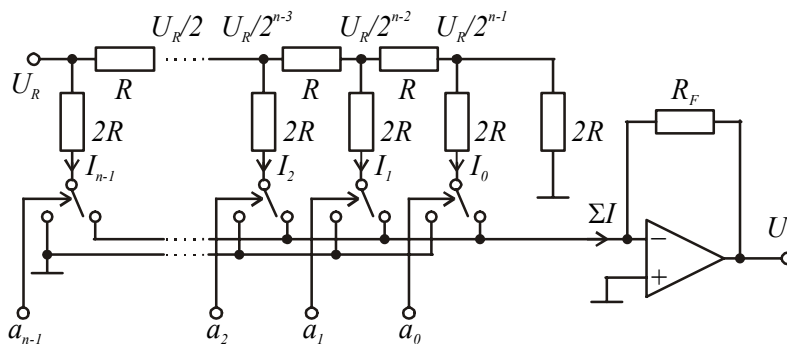 U_R/2 U_R/2^{n-3} U_R/2^{n-2} U_R/2^{n-1}
U_R R R R R_F
2R 2R 2R 2R 2R
I_{n-1} I_2 I_1 I_0
ΣI U
−
+
a_{n-1} a_2 a_1 a_0